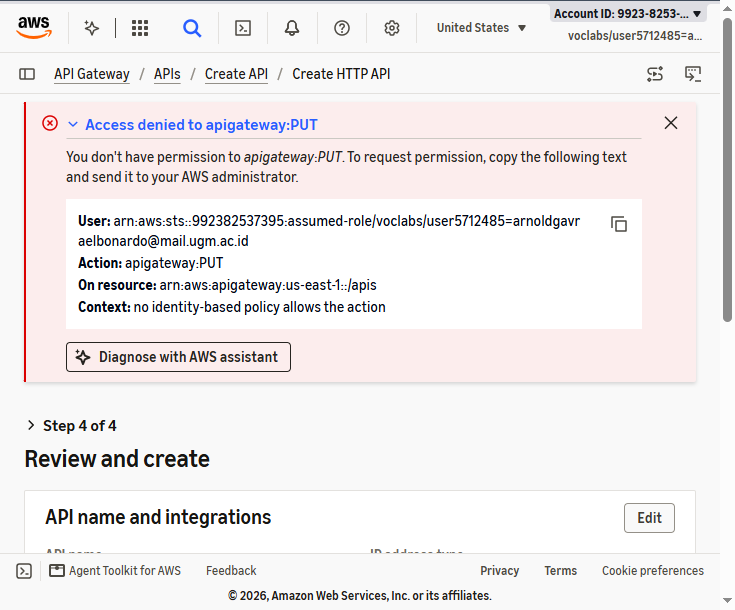 aws
United States
Account ID: 9923-8253-...
voclabs/user5712485=a...
API Gateway / APIs / Create API / Create HTTP API
Access denied to apigateway:PUT
You don't have permission to apigateway:PUT. To request permission, copy the following text
and send it to your AWS administrator.
User: arn:aws:sts::992382537395:assumed-role/voclabs/user5712485=arnoldgavr
aelbonardo@mail.ugm.ac.id
Action: apigateway:PUT
On resource: arn:aws:apigateway:us-east-1::/apis
Context: no identity-based policy allows the action
Diagnose with AWS assistant
Step 4 of 4
Review and create
API name and integrations
Edit
API name
IP address type
Agent Toolkit for AWS
Feedback
Privacy
Terms
Cookie preferences
© 2026, Amazon Web Services, Inc. or its affiliates.